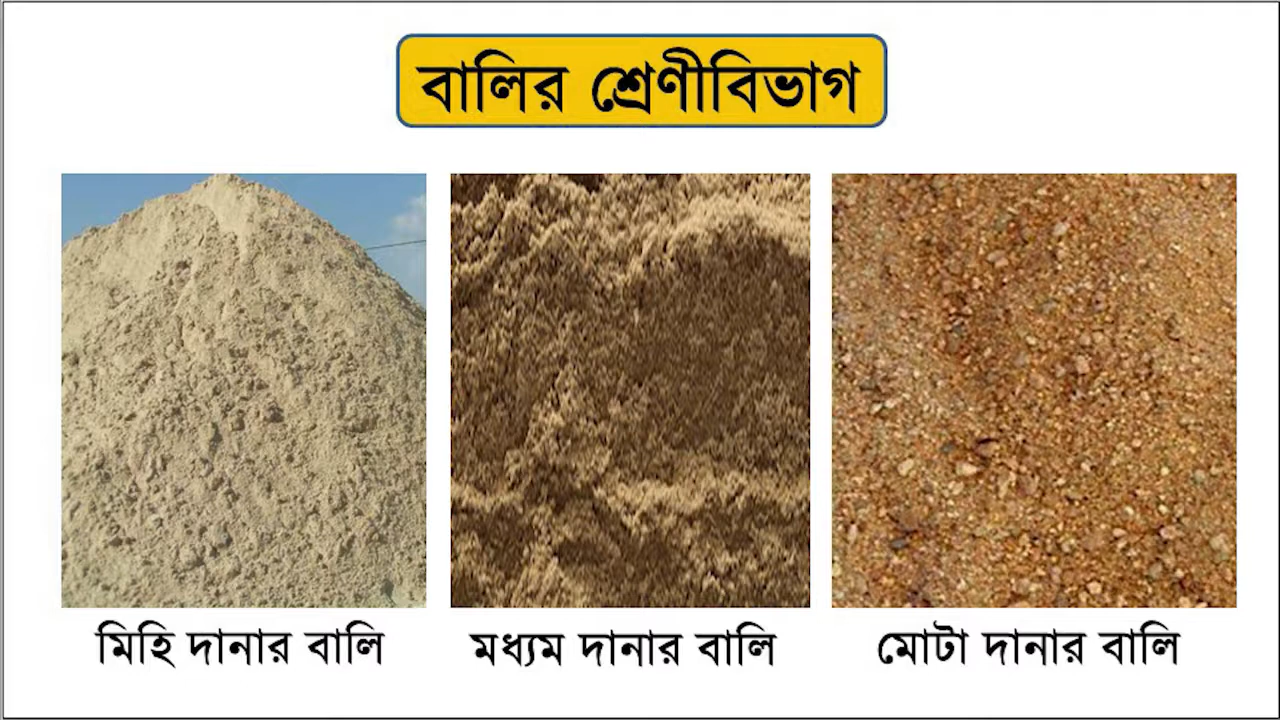 বালির শ্রেণীবিভাগ
মিহি দানার বালি
মধ্যম দানার বালি
মোটা দানার বালি